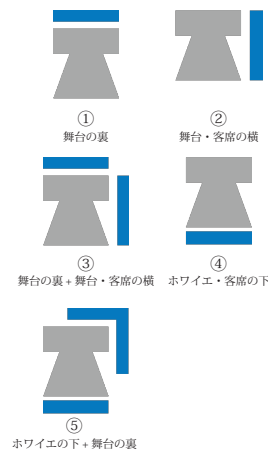 ①
舞台の裏
②
舞台・客席の横
③
舞台の裏 + 舞台・客席の横
④
ホワイエ・客席の下
⑤
ホワイエの下 + 舞台の裏